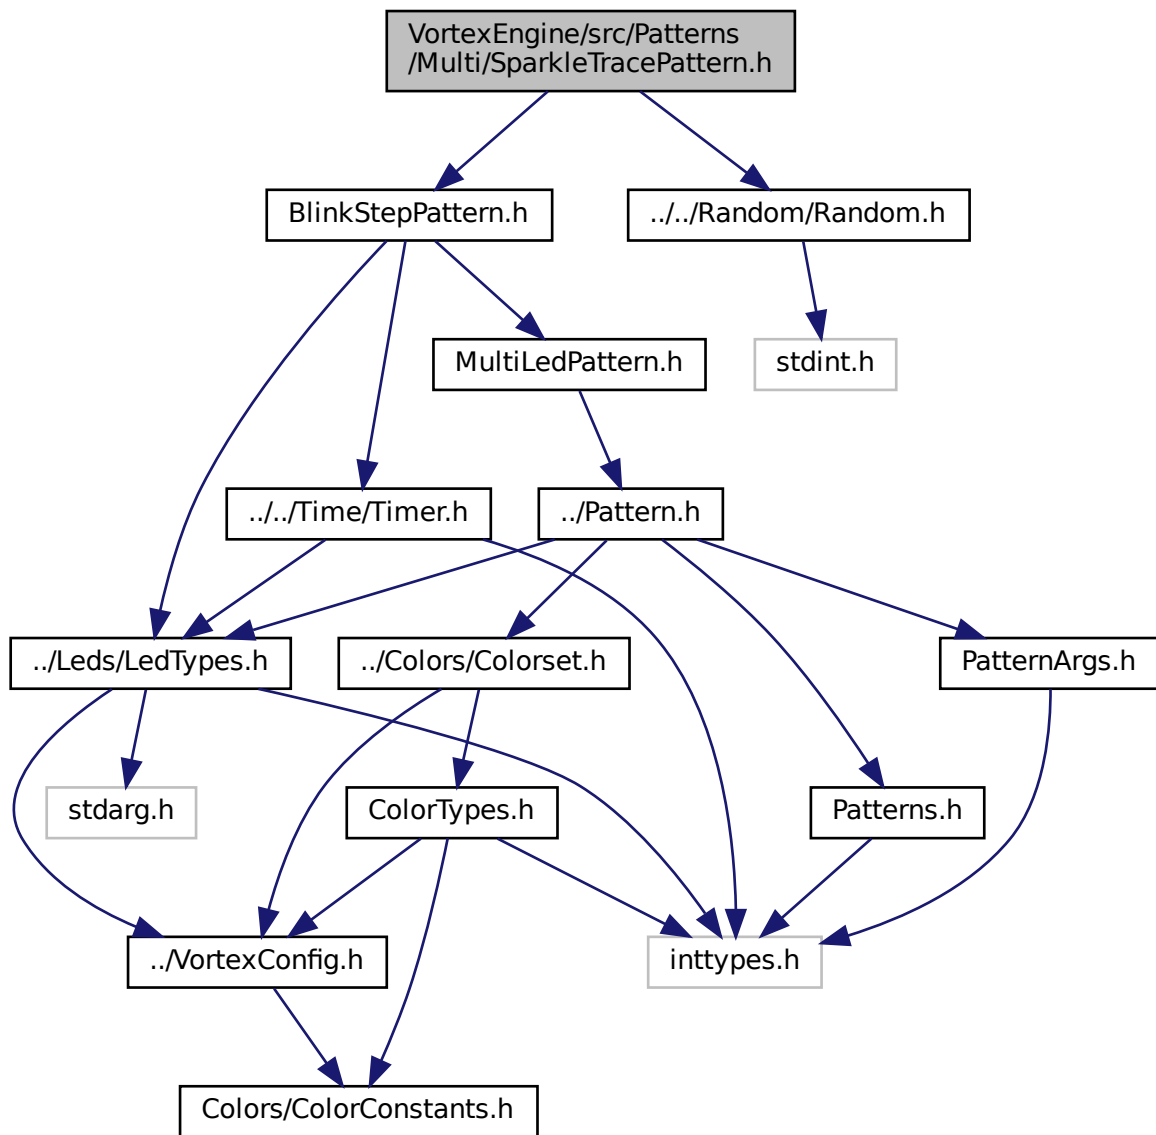 VortexEngine/src/Patterns
/Multi/SparkleTracePattern.h
BlinkStepPattern.h
../../Random/Random.h
MultiLedPattern.h
stdint.h
../../Time/Timer.h
../Pattern.h
../Leds/LedTypes.h
../Colors/Colorset.h
PatternArgs.h
stdarg.h
ColorTypes.h
Patterns.h
../VortexConfig.h
inttypes.h
Colors/ColorConstants.h